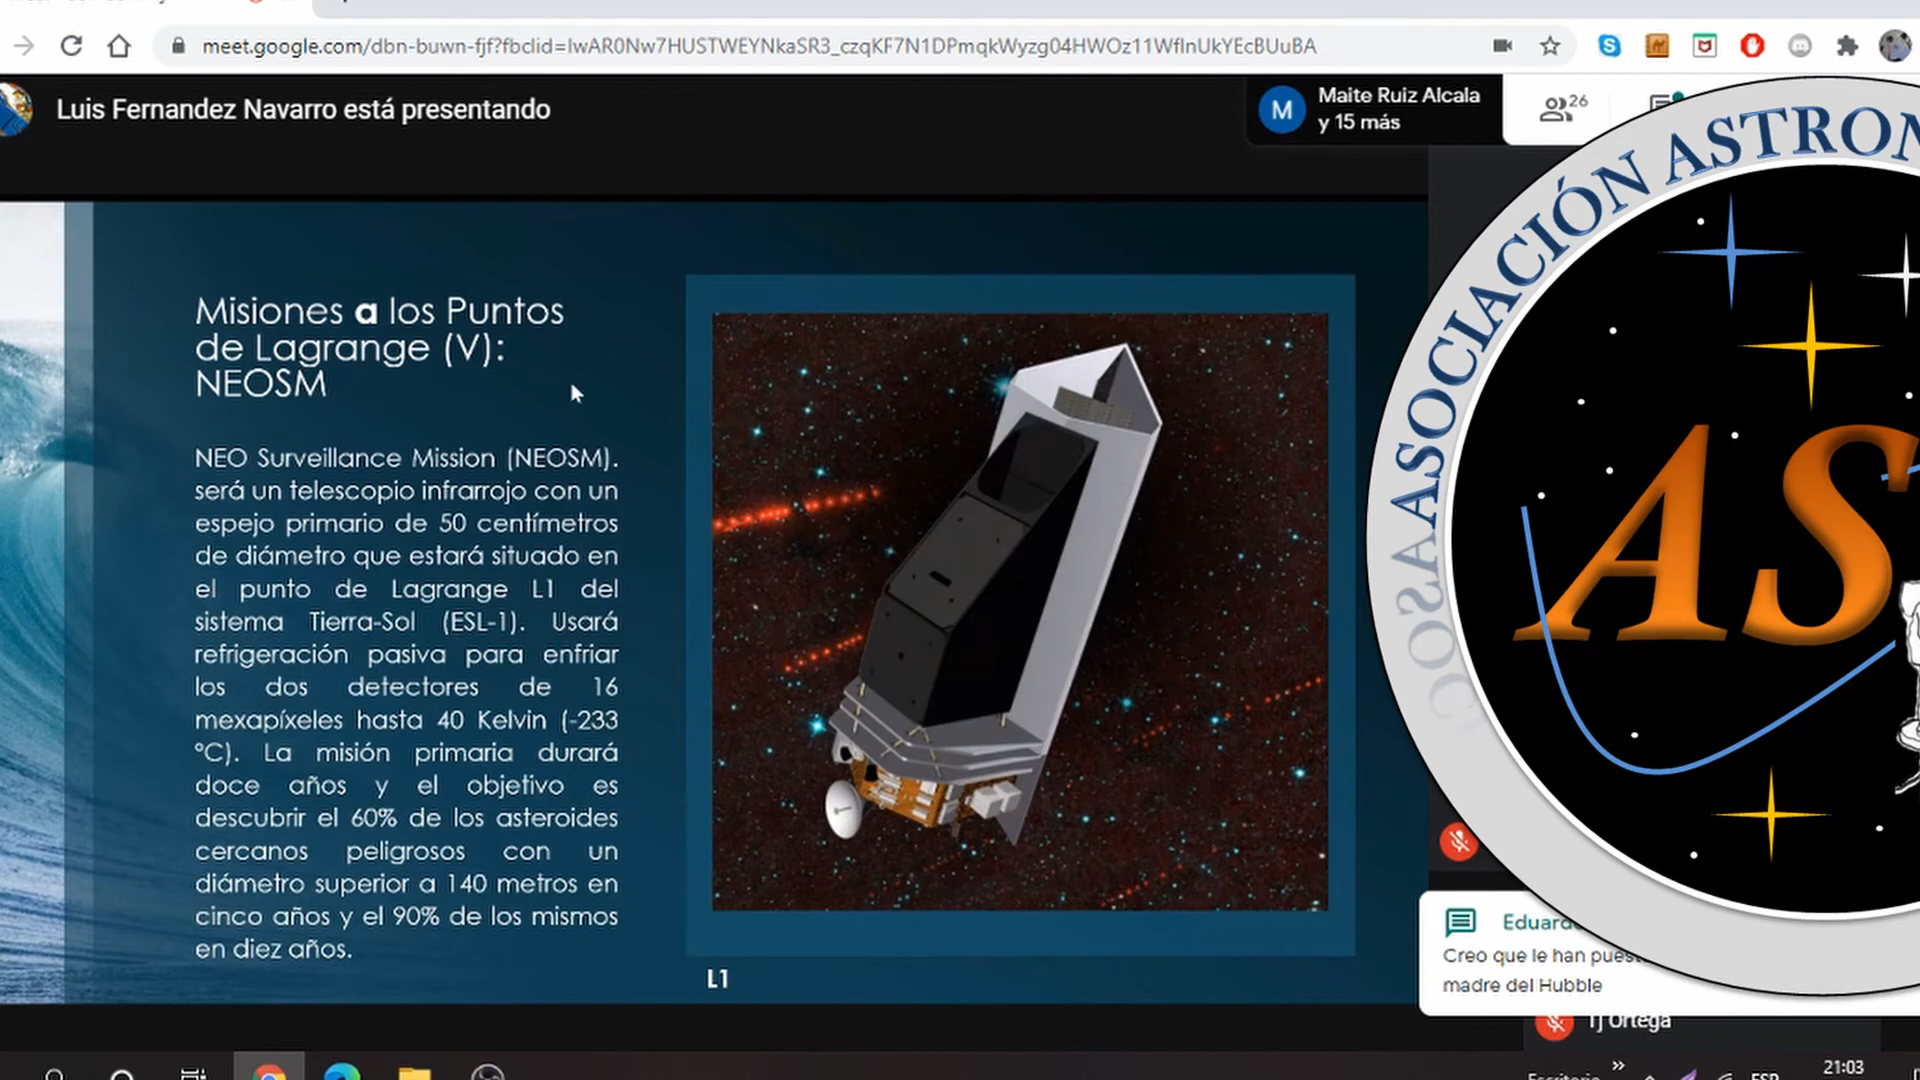 meet.google.com/dbn-buwn-fjf?fbclid=IwAR0Nw7HUSTWEYNkaSR3_czqKF7N1DPmqkWyzg04HWOz11WfInUkYEcBUuBA
Luis Fernandez Navarro está presentando
M
Maite Ruiz Alcala
y 15 más
26
ASOCIACIÓN
Misiones a los Puntos
de Lagrange (V):
NEOSM
NEO Surveillance Mission (NEOSM).
será un telescopio infrarrojo con un
espejo primario de 50 centímetros
de diámetro que estará situado en
el punto de Lagrange L1 del
sistema Tierra-Sol (ESL-1). Usará
refrigeración pasiva para enfriar
los dos detectores de 16
mexapíxeles hasta 40 Kelvin (-233
°C). La misión primaria durará
doce años y el objetivo es
descubrir el 60% de los asteroides
cercanos peligrosos con un
diámetro superior a 140 metros en
cinco años y el 90% de los mismos
en diez años.
L1
Creo que le han
madre del Hubble
Tj Ortega
21:03
ESP